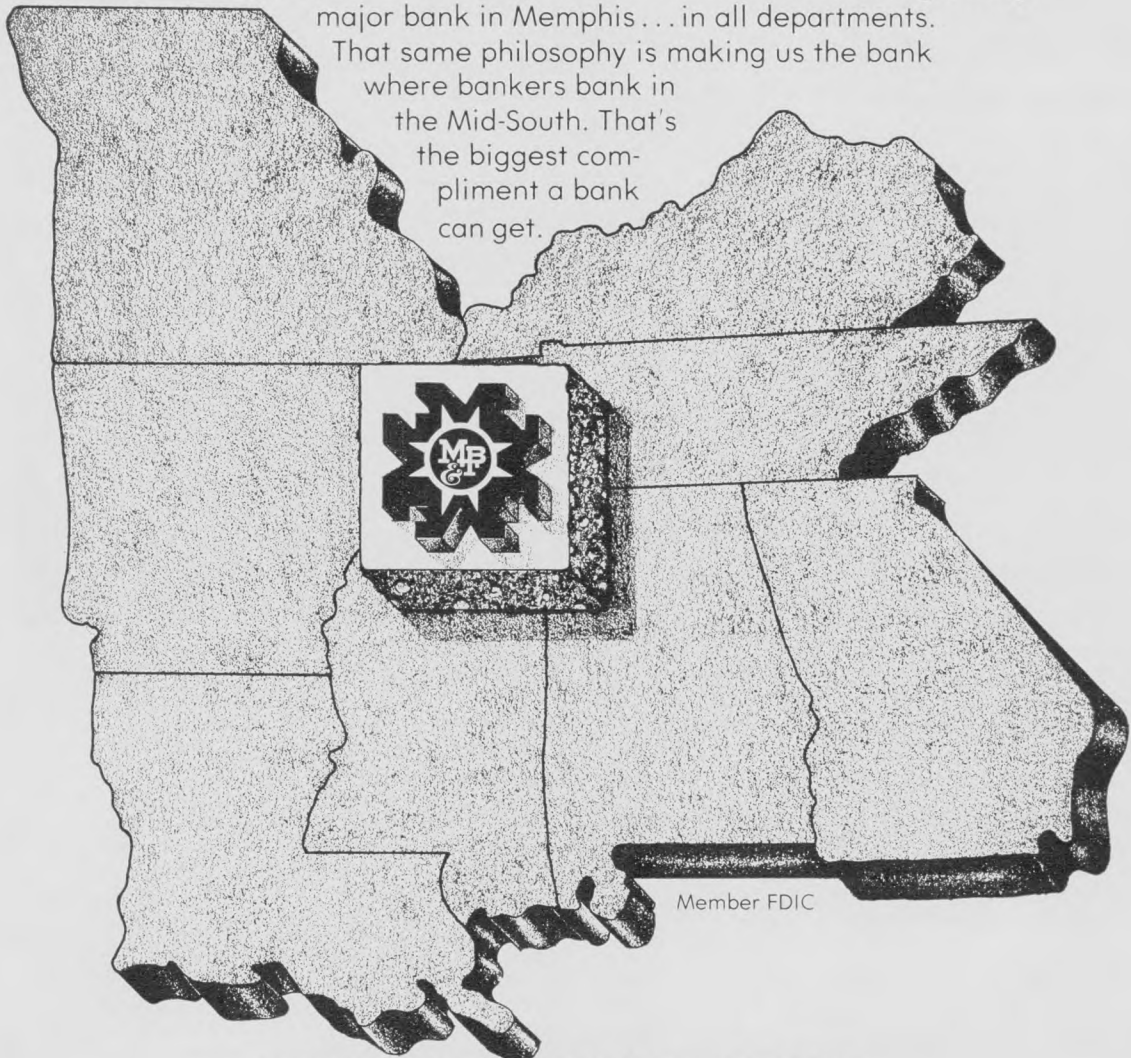 major bank in Memphis...in all departments.
That same philosophy is making us the bank
where bankers bank in
the Mid-South. That's
the biggest com-
pliment a bank
can get.
MB
&T
Member FDIC